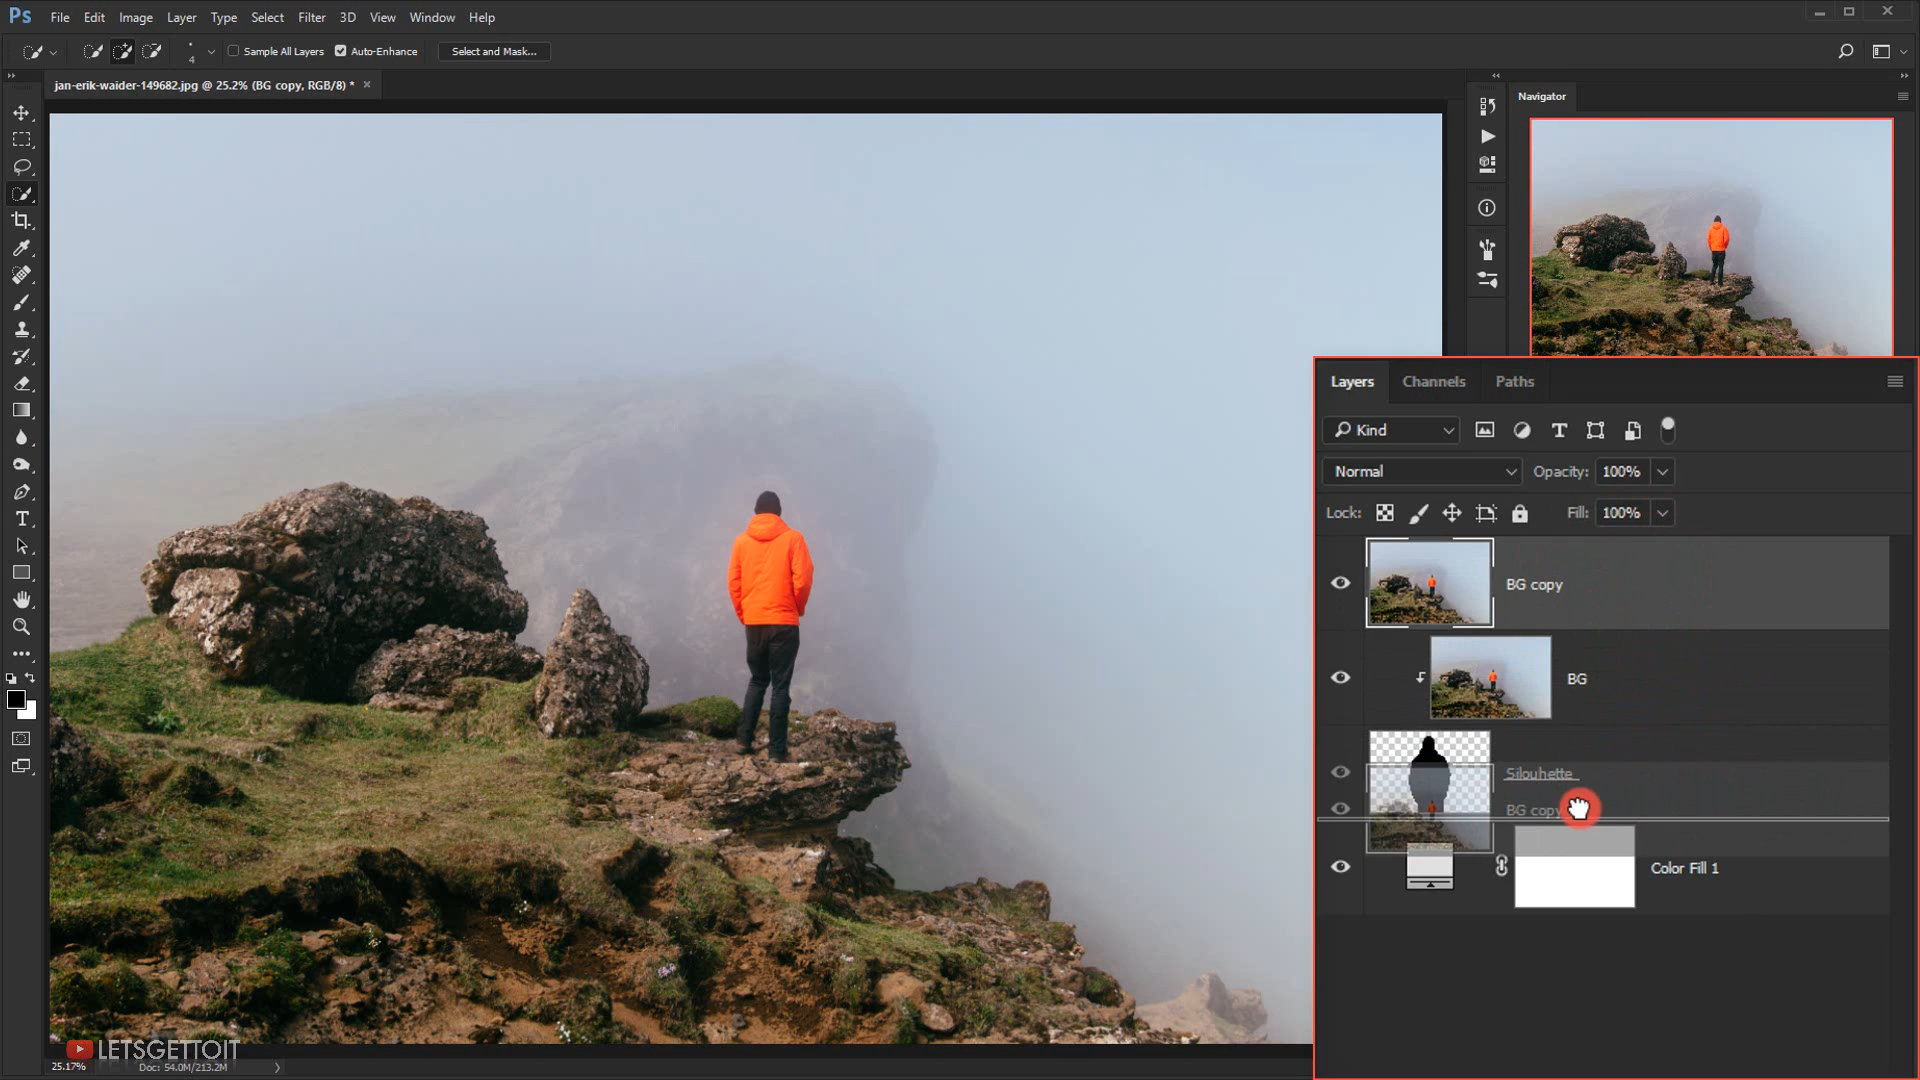 Ps File Edit Image Layer Type Select Filter 3D View Window Help
4 Sample All Layers Auto-Enhance Select and Mask...
jan-erik-waider-149682.jpg @ 25.2% (BG copy, RGB/8) * ×
Navigator
Layers Channels Paths
Kind
Normal Opacity: 100%
Lock: Fill: 100%
BG copy
BG
Silouhette
BG copy
Color Fill 1
LETSGETTOIT
25.17% Doc: 54.0M/213.2M